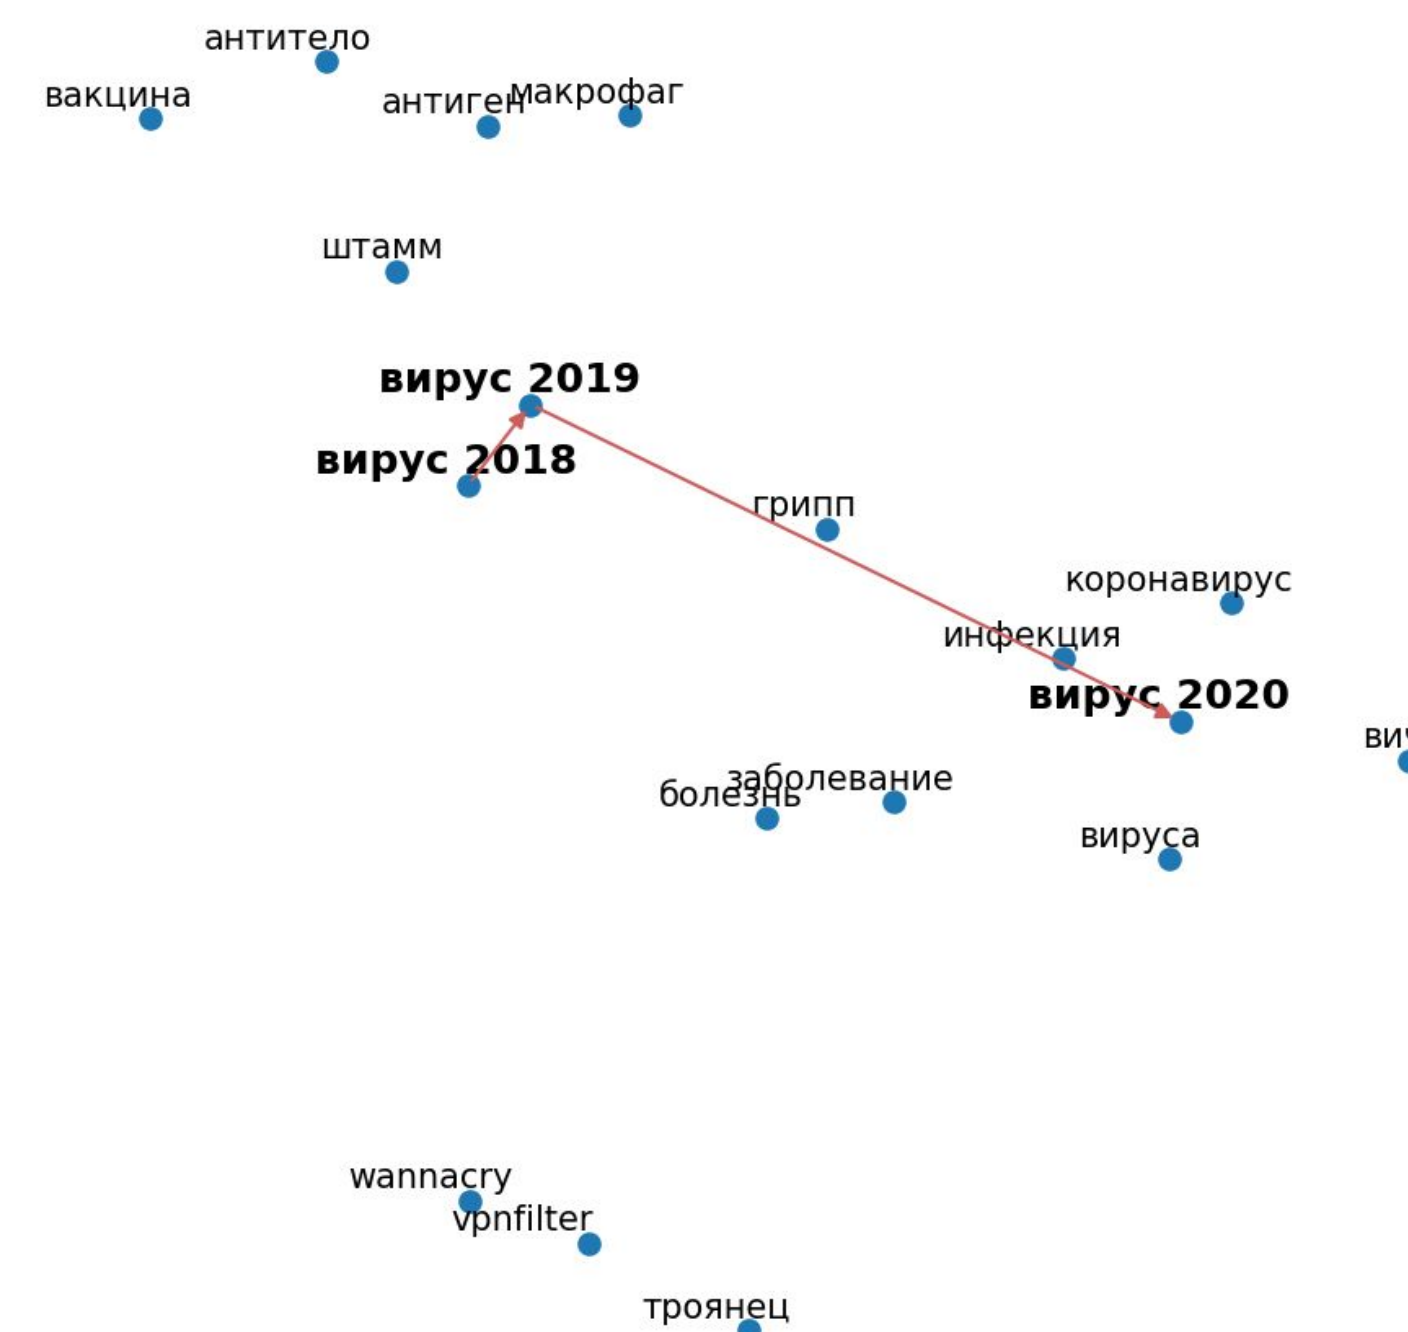 антитело
вакцина
антиген
макрофаг
штамм
вирус 2019
вирус 2018
грипп
коронавирус
инфекция
вирус 2020
заболевание
болезнь
вируса
wannacry
vpnfilter
троянец